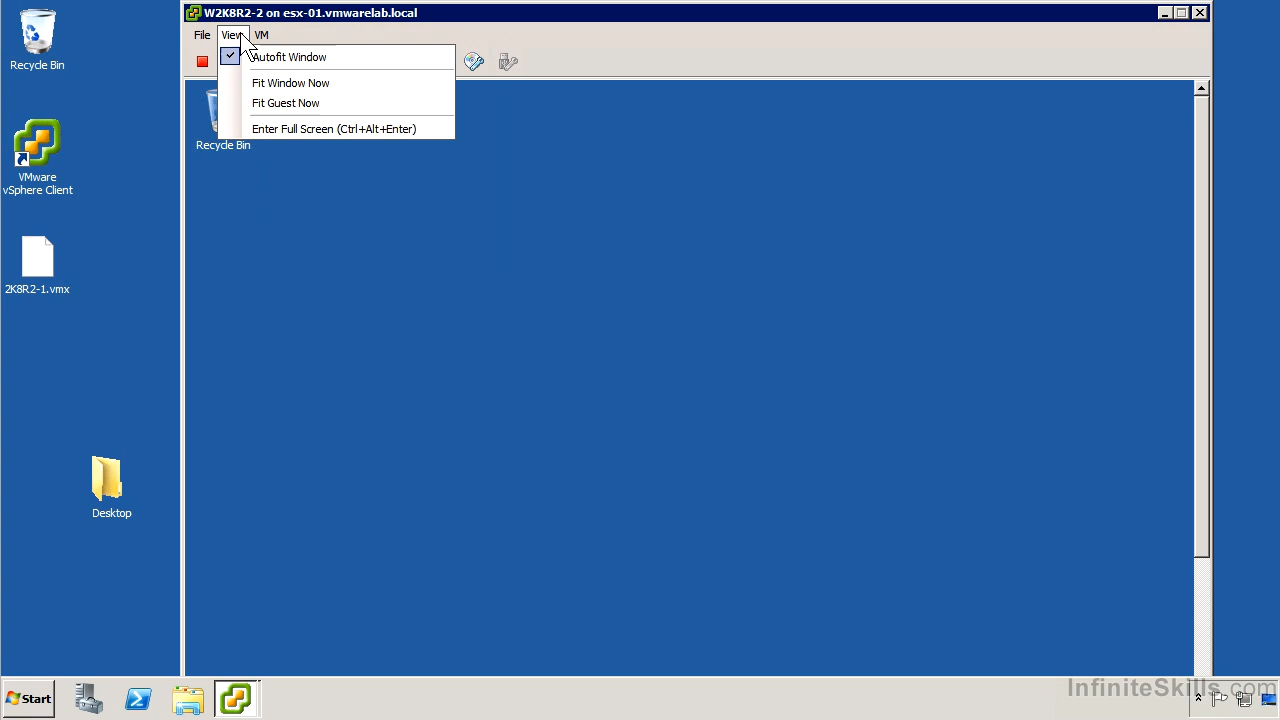 W2K8R2-2 on esx-01.vmwarelab.local
File View VM
Autofit Window
Fit Window Now
Fit Guest Now
Enter Full Screen (Ctrl+Alt+Enter)
Recycle Bin
Recycle Bin
VMware
vSphere Client
2K8R2-1.vmx
Desktop
Start
InfiniteSkills.com